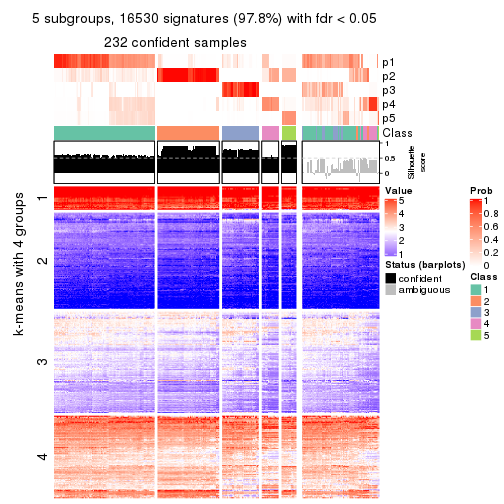 5 subgroups, 16530 signatures (97.8%) with fdr < 0.05
232 confident samples
p1
p2
p3
p4
p5
Class
1
0.5
0
Silhouette
score
k-means with 4 groups
1
2
3
4
Value
5
4
3
2
1
Status (barplots)
confident
ambiguous
Prob
1
0.8
0.6
0.4
0.2
0
Class
1
2
3
4
5